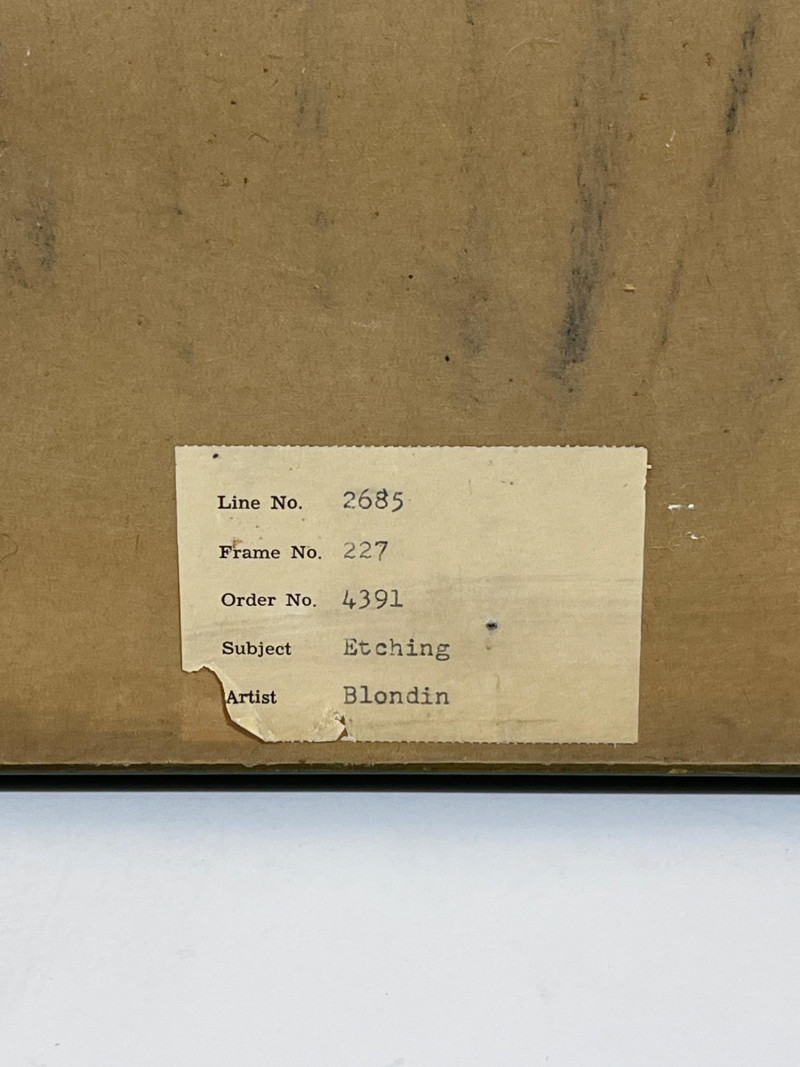 Line No. 2685
Frame No. 227
Order No. 4391
Subject Etching
Artist Blondin